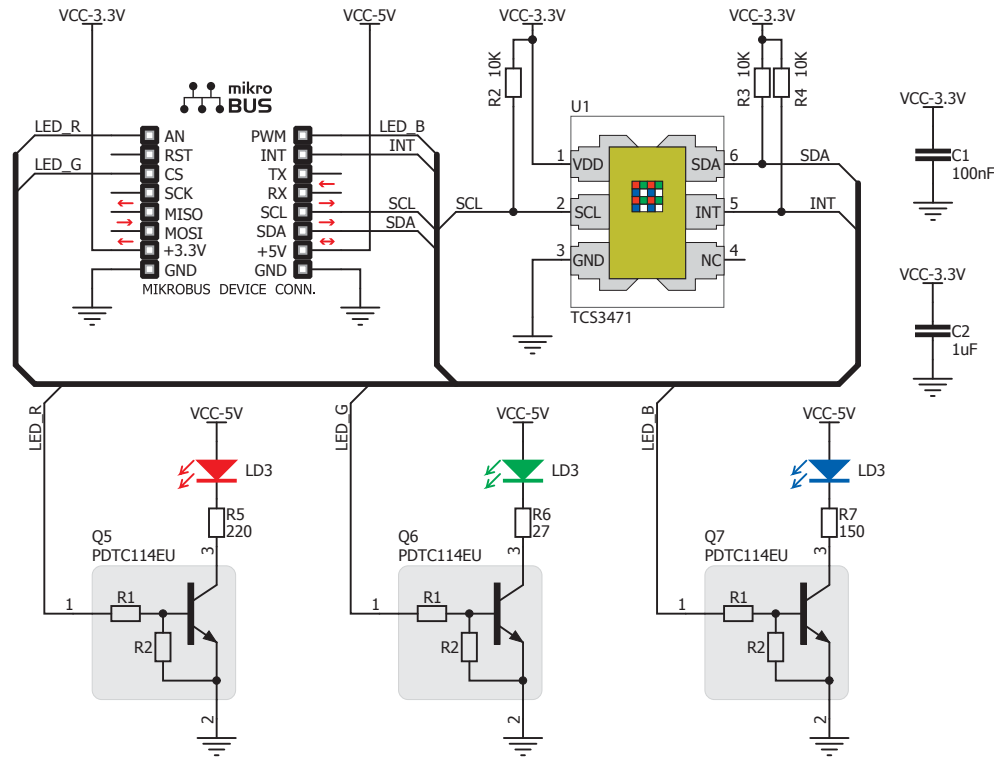 VCC-3.3V
VCC-5V
VCC-3.3V
VCC-3.3V
mikro
BUS
R2 10K
R3 10K
R4 10K
U1
VCC-3.3V
C1
100nF
LED_R
AN
PWM
LED_B
RST
INT
INT
LED_G
CS
TX
SCK
RX
MISO
SCL
SCL
MOSI
SDA
SDA
+3.3V
+5V
GND
GND
MIKROBUS DEVICE CONN.
SCL
1
VDD
SDA
6
SDA
2
SCL
INT
5
INT
3
GND
NC
4
TCS3471
VCC-3.3V
C2
1uF
LED_R
VCC-5V
LD3
R5
220
Q5
PDTC114EU
3
1
R1
R2
2
LED_G
VCC-5V
LD3
R6
27
Q6
PDTC114EU
3
1
R1
R2
2
LED_B
VCC-5V
LD3
R7
150
Q7
PDTC114EU
3
1
R1
R2
2